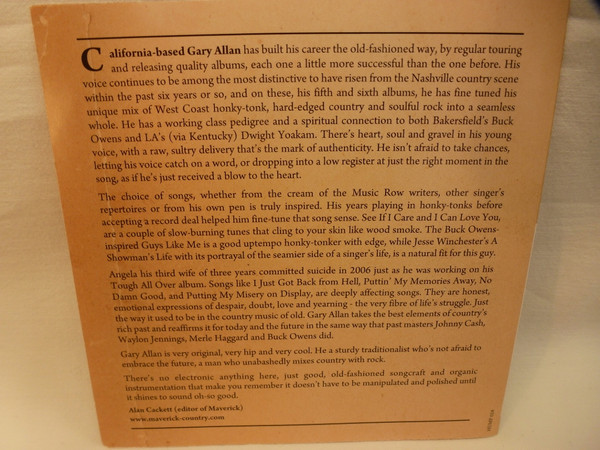 California-based Gary Allan has built his career the old-fashioned way, by regular touring
and releasing quality albums, each one a little more successful than the one before. His
voice continues to be among the most distinctive to have risen from the Nashville country scene
within the past six years or so, and on these, his fifth and sixth albums, he has fine tuned his
unique mix of West Coast honky-tonk, hard-edged country and soulful rock into a seamless
whole. He has a working class pedigree and a spiritual connection to both Bakersfield's Buck
Owens and LA's (via Kentucky) Dwight Yoakam. There's heart, soul and gravel in his young
voice, with a raw, sultry delivery that's the mark of authenticity. He isn't afraid to take chances,
letting his voice catch on a word, or dropping into a low register at just the right moment in the
song, as if he's just received a blow to the heart.
The choice of songs, whether from the cream of the Music Row writers, other singer's
repertoires or from his own pen is truly inspired. His years playing in honky-tonks before
accepting a record deal helped him fine-tune that song sense. See If I Care and I Can Love You,
are a couple of slow-burning tunes that cling to your skin like wood smoke. The Buck Owens-
inspired Guys Like Me is a good uptempo honky-tonker with edge, while Jesse Winchester's A
Showman's Life with its portrayal of the seamier side of a singer's life, is a natural fit for this guy.
Angela his third wife of three years committed suicide in 2006 just as he was working on his
Tough All Over album. Songs like I Just Got Back from Hell, Puttin' My Memories Away, No
Damn Good, and Putting My Misery on Display, are deeply affecting songs. They are honest,
emotional expressions of despair, doubt, love and yearning - the very fibre of life's struggle. Just
the way it used to be in the country music of old. Gary Allan takes the best elements of country's
rich past and reaffirms it for today and the future in the same way that past masters Johnny Cash,
Waylon Jennings, Merle Haggard and Buck Owens did.
Gary Allan is very original, very hip and very cool. He a sturdy traditionalist who's not afraid to
embrace the future, a man who unabashedly mixes country with rock.
There's no electronic anything here, just good, old-fashioned songcraft and organic
instrumentation that make you remember it doesn't have to be manipulated and polished until
it shines to sound oh-so good.
Alan Cackett (editor of Maverick)
www.maverick-country.com